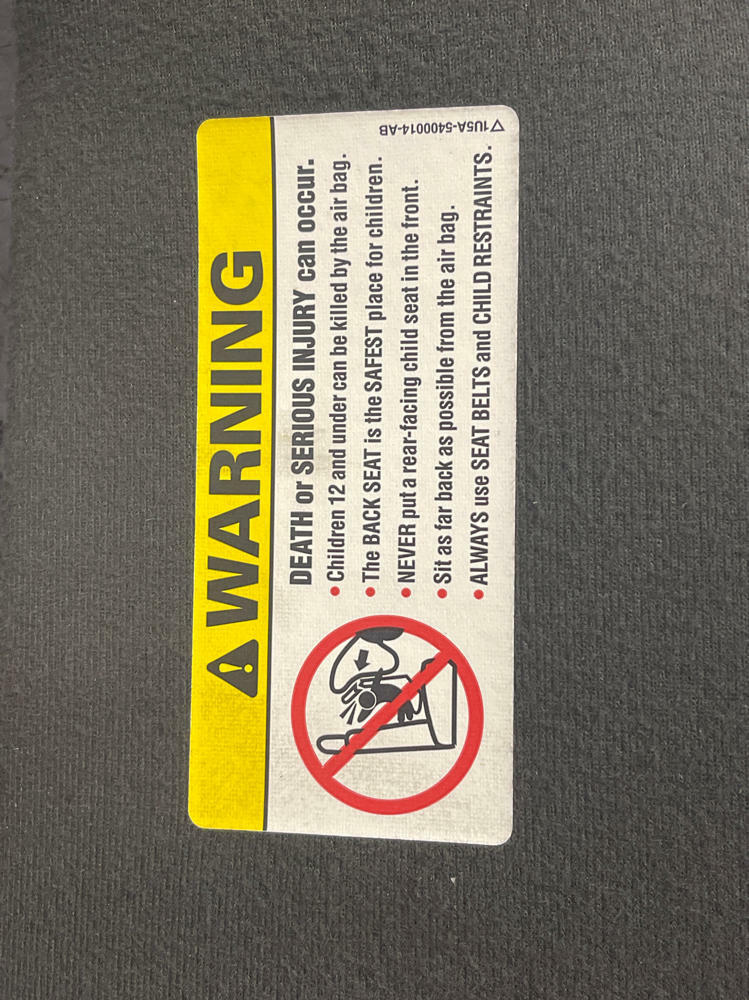 WARNING
DEATH or SERIOUS INJURY can occur.
• Children 12 and under can be killed by the air bag.
• The BACK SEAT is the SAFEST place for children.
• NEVER put a rear-facing child seat in the front.
• Sit as far back as possible from the air bag.
• ALWAYS use SEAT BELTS and CHILD RESTRAINTS.
1U5A-5400014-AB